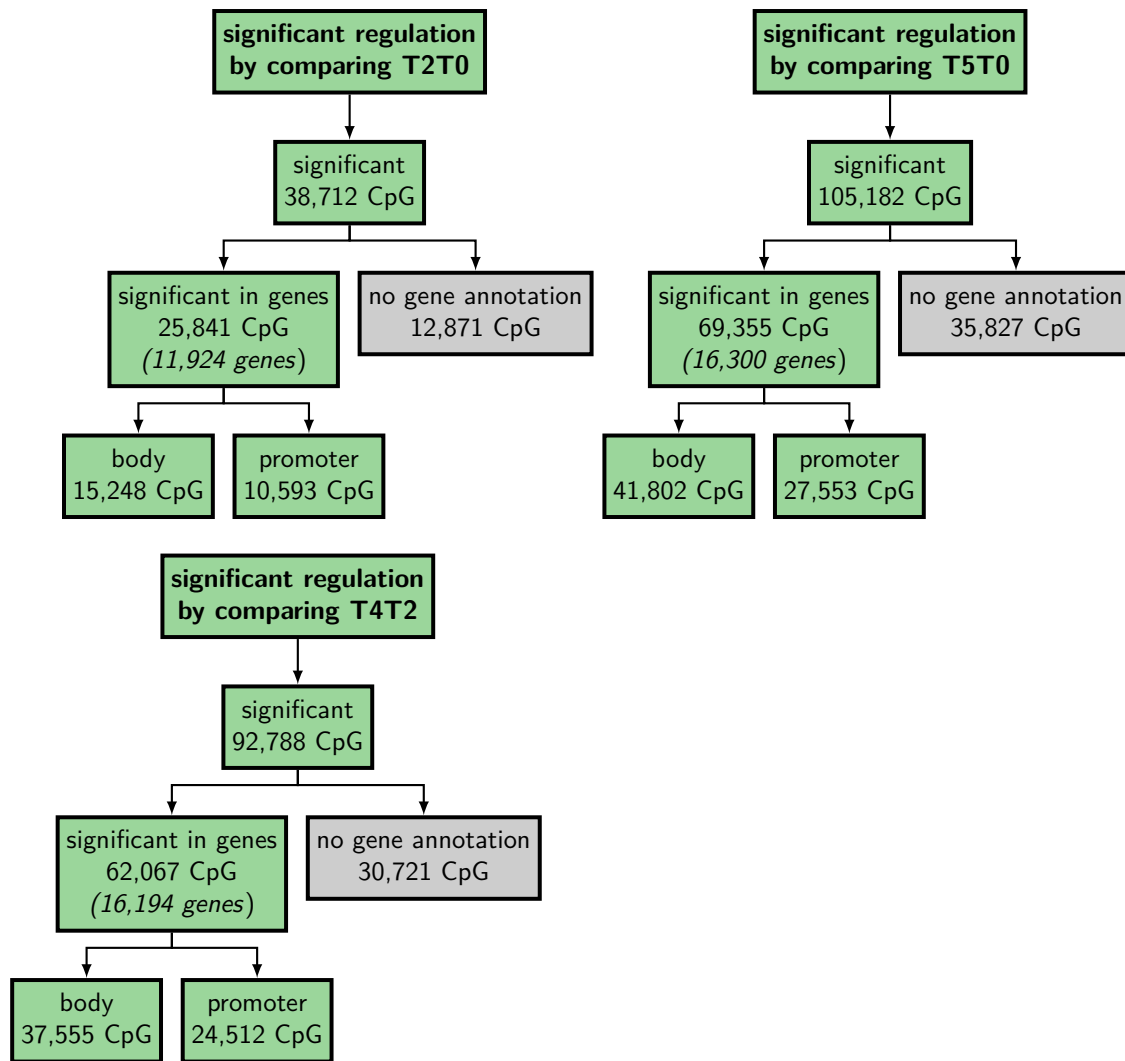 significant regulation
by comparing T2T0
significant
38,712 CpG
significant in genes
25,841 CpG
(11,924 genes)
no gene annotation
12,871 CpG
body
15,248 CpG
promoter
10,593 CpG
significant regulation
by comparing T5T0
significant
105,182 CpG
significant in genes
69,355 CpG
(16,300 genes)
no gene annotation
35,827 CpG
body
41,802 CpG
promoter
27,553 CpG
significant regulation
by comparing T4T2
significant
92,788 CpG
significant in genes
62,067 CpG
(16,194 genes)
no gene annotation
30,721 CpG
body
37,555 CpG
promoter
24,512 CpG